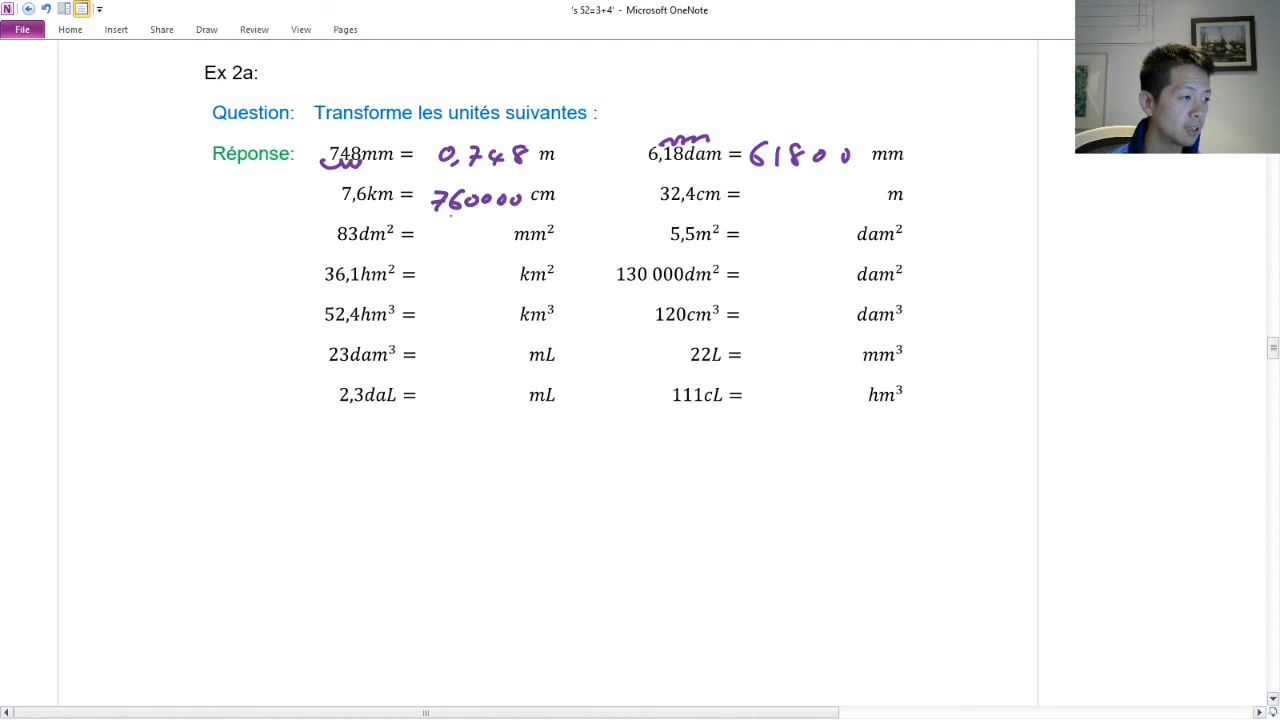 's 52=3+4' - Microsoft OneNote
File Home Insert Share Draw Review View Pages
Ex 2a:
Question: Transforme les unités suivantes :
Réponse: 748mm = 0,748 m 6,18dam = 61800 mm
7,6km = 760000 cm 32,4cm = m
83dm² = mm² 5,5m² = dam²
36,1hm² = km² 130 000dm² = dam²
52,4hm³ = km³ 120cm³ = dam³
23dam³ = mL 22L = mm³
2,3daL = mL 111cL = hm³